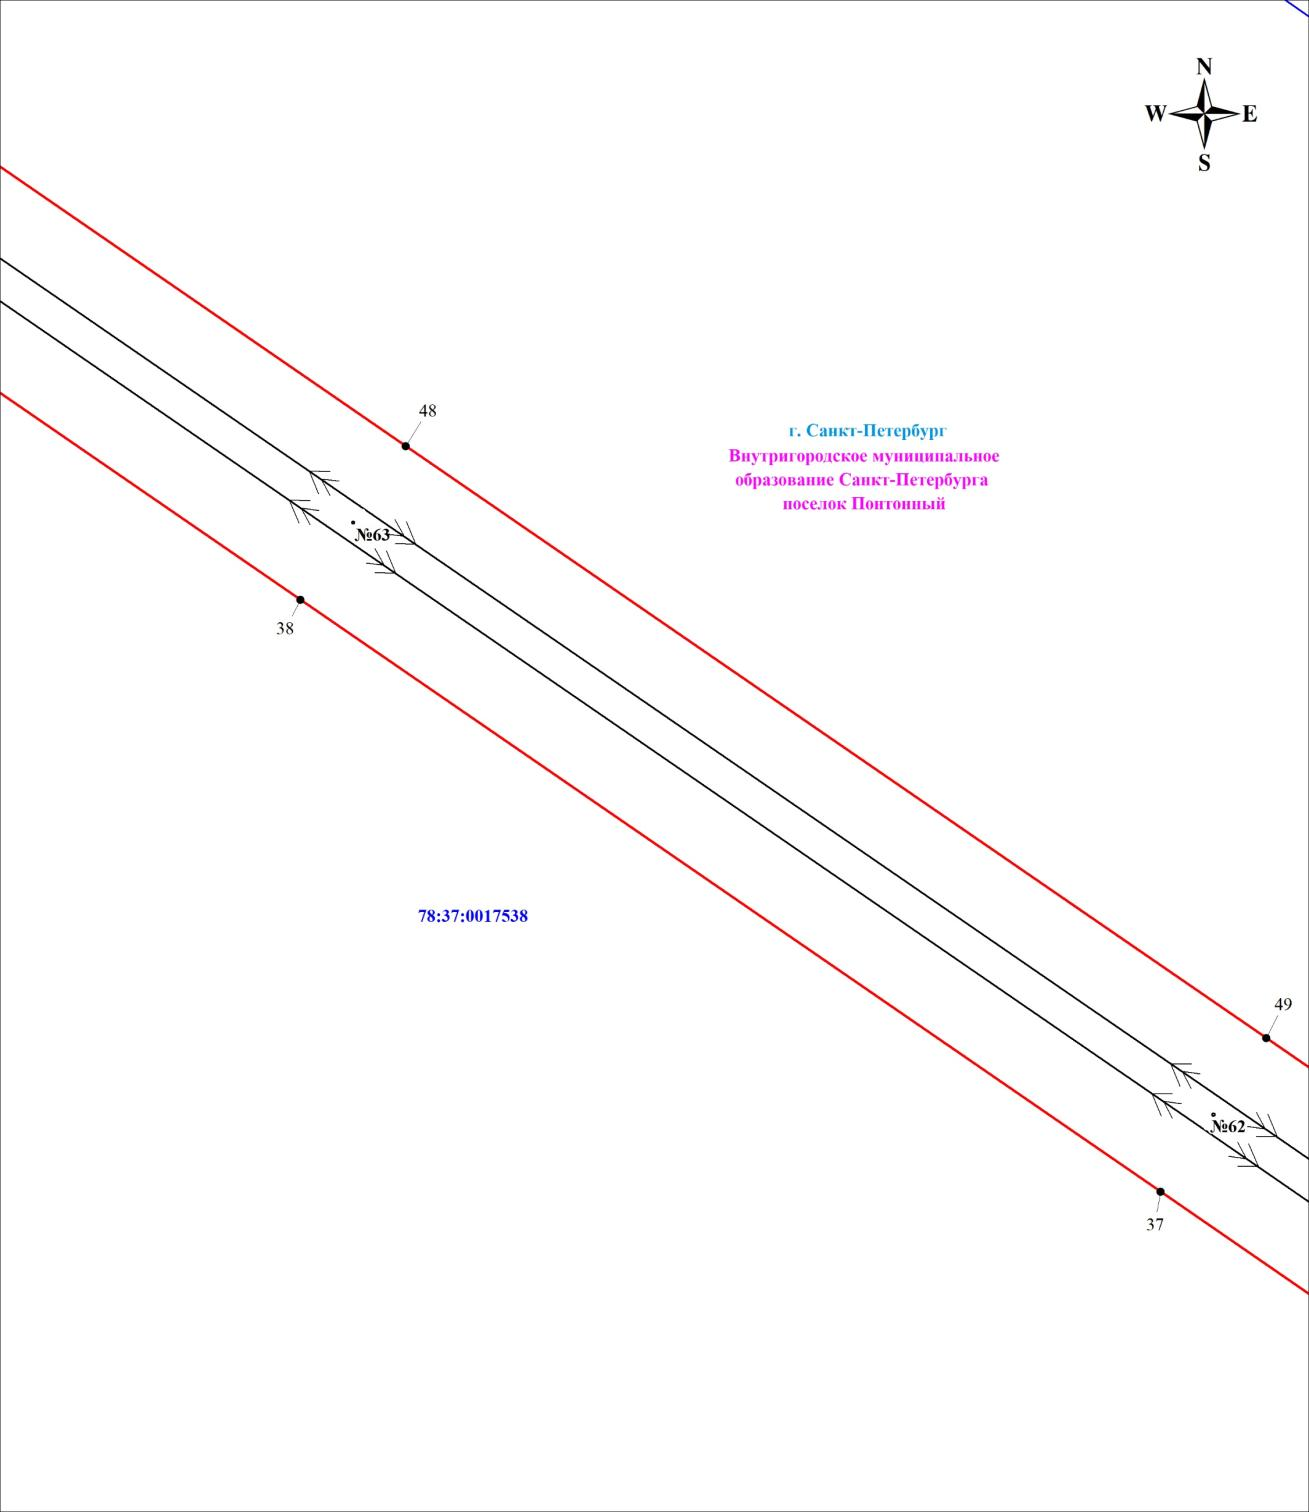 N
W E
S
48
г. Санкт-Петербург
Внутригородское муниципальное
образование Санкт-Петербурга
поселок Понтонный
№63
38
78:37:0017538
49
№62
37